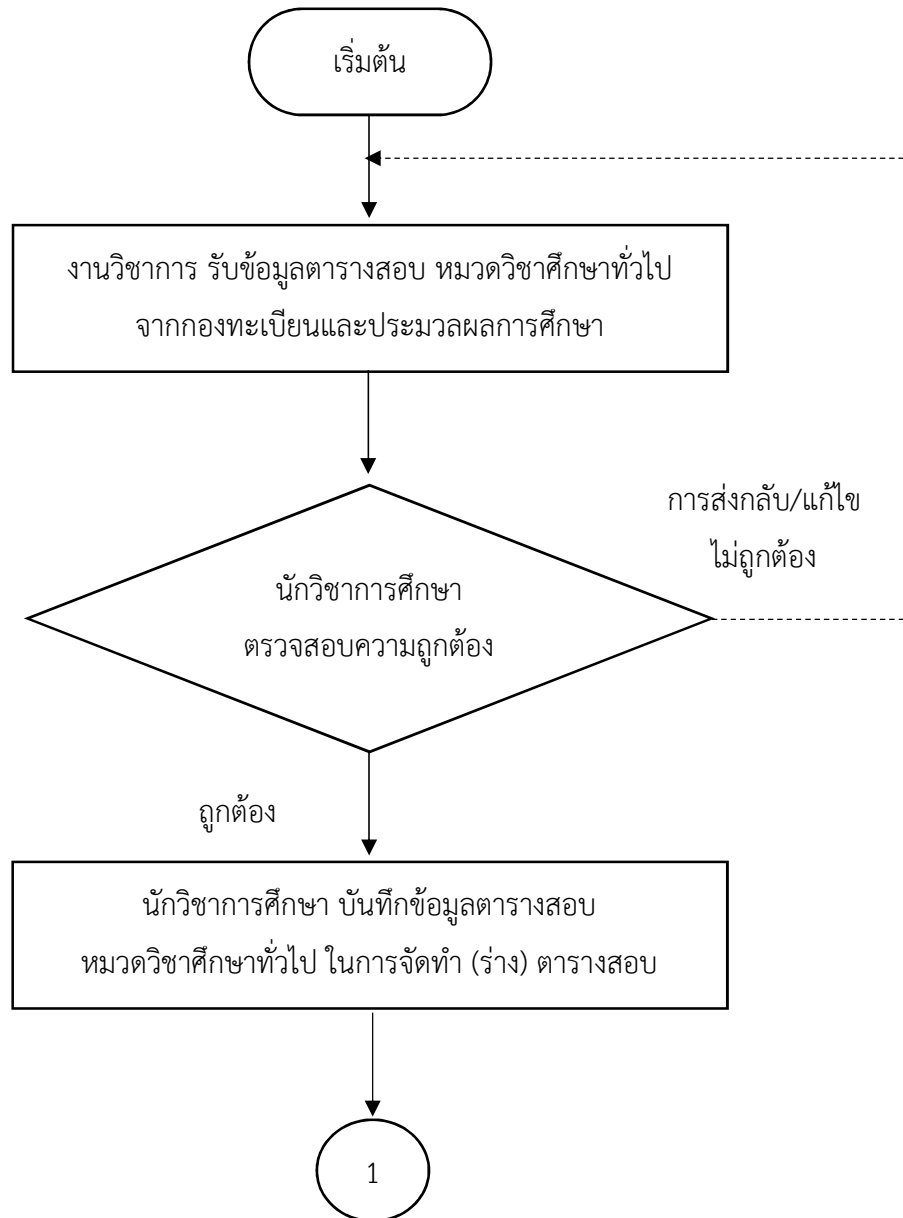 เริ่มต้น
งานวิชาการ รับข้อมูลตารางสอบ หมวดวิชาศึกษาทั่วไป
จากกองทะเบียนและประมวลผลการศึกษา
การส่งกลับ/แก้ไข
ไม่ถูกต้อง
นักวิชาการศึกษา
ตรวจสอบความถูกต้อง
ถูกต้อง
นักวิชาการศึกษา บันทึกข้อมูลตารางสอบ
หมวดวิชาศึกษาทั่วไป ในการจัดทำ (ร่าง) ตารางสอบ
1